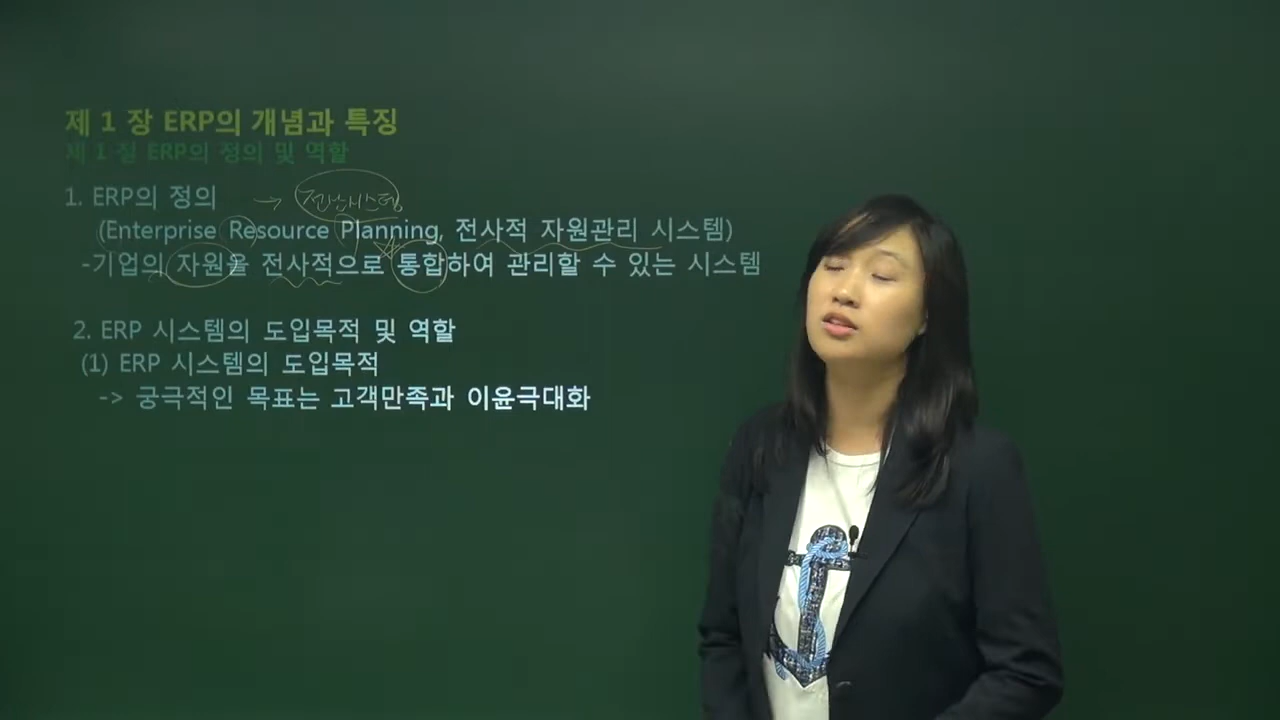 제 1 장 ERP의 개념과 특징
제 1 절 ERP의 정의 및 역할
1. ERP의 정의 → 전산시스템
(Enterprise Resource Planning, 전사적 자원관리 시스템)
-기업의 자원을 전사적으로 통합하여 관리할 수 있는 시스템
2. ERP 시스템의 도입목적 및 역할
(1) ERP 시스템의 도입목적
-> 궁극적인 목표는 고객만족과 이윤극대화